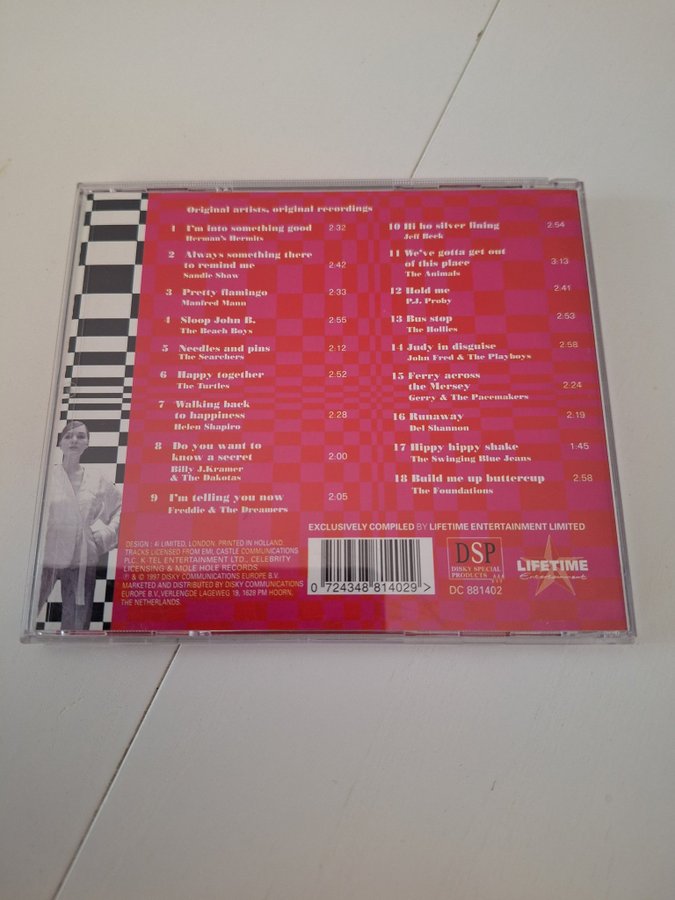 Original artists, original recordings
1 I'm into something good 2:32
Herman's Hermits
2 Always something there
to remind me 2:42
Sandie Shaw
3 Pretty flamingo 2:33
Manfred Mann
4 Sloop John B. 2:55
The Beach Boys
5 Needles and pins 2:12
The Searchers
6 Happy together 2:52
The Turtles
7 Walking back
to happiness 2:28
Helen Shapiro
8 Do you want to
know a secret 2:00
Billy J.Kramer
& The Dakotas
9 I'm telling you now 2:05
Freddie & The Dreamers
10 Hi ho silver lining 2:54
Jeff Beck
11 We've gotta get out
of this place 3:13
The Animals
12 Hold me 2:41
P.J. Proby
13 Bus stop 2:53
The Hollies
14 Judy in disguise 2:58
John Fred & The Playboys
15 Ferry across
the Mersey 2:24
Gerry & The Pacemakers
16 Runaway 2:19
Del Shannon
17 Hippy hippy shake 1:45
The Swinging Blue Jeans
18 Build me up buttercup 2:58
The Foundations
EXCLUSIVELY COMPILED BY LIFETIME ENTERTAINMENT LIMITED
DESIGN : 4i LIMITED, LONDON. PRINTED IN HOLLAND.
TRACKS LICENSED FROM EMI, CASTLE COMMUNICATIONS
PLC, K-TEL ENTERTAINMENT LTD., CELEBRITY
LICENSING & MOLE HOLE RECORDS.
℗ & © 1997 DISKY COMMUNICATIONS EUROPE B.V.
MARKETED AND DISTRIBUTED BY DISKY COMMUNICATIONS
EUROPE B.V., VERLENGDE LAGEWEG 19, 1628 PM HOORN,
THE NETHERLANDS.
0 724348 814029
DSP
DISKY SPECIAL
PRODUCTS
DC 881402
LIFETIME
Entertainment